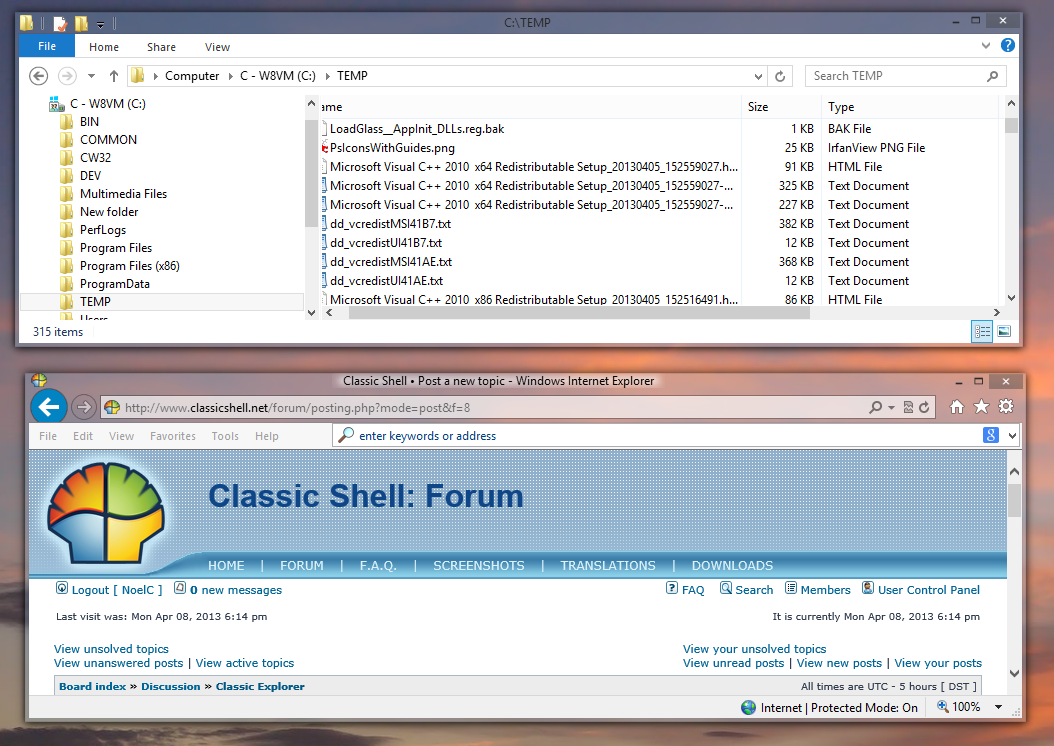 C:\TEMP
File Home Share View
Computer C - W8VM (C:) TEMP Search TEMP
C - W8VM (C:)
BIN
COMMON
CW32
DEV
Multimedia Files
New folder
PerfLogs
Program Files
Program Files (x86)
ProgramData
TEMP
Users
ame Size Type
LoadGlass__AppInit_DLLs.reg.bak 1 KB BAK File
PsIconsWithGuides.png 25 KB IrfanView PNG File
Microsoft Visual C++ 2010 x64 Redistributable Setup_20130405_152559027.h... 91 KB HTML File
Microsoft Visual C++ 2010 x64 Redistributable Setup_20130405_152559027-... 325 KB Text Document
Microsoft Visual C++ 2010 x64 Redistributable Setup_20130405_152559027-... 227 KB Text Document
dd_vcredistMSI41B7.txt 382 KB Text Document
dd_vcredistUI41B7.txt 12 KB Text Document
dd_vcredistMSI41AE.txt 368 KB Text Document
dd_vcredistUI41AE.txt 12 KB Text Document
Microsoft Visual C++ 2010 x86 Redistributable Setup_20130405_152516491.h... 86 KB HTML File
315 items
Classic Shell • Post a new topic - Windows Internet Explorer
http://www.classicshell.net/forum/posting.php?mode=post&f=8
File Edit View Favorites Tools Help enter keywords or address 8
Classic Shell: Forum
HOME | FORUM | F.A.Q. | SCREENSHOTS | TRANSLATIONS | DOWNLOADS
Logout [ NoelC ] 0 new messages FAQ Search Members User Control Panel
Last visit was: Mon Apr 08, 2013 6:14 pm It is currently Mon Apr 08, 2013 6:14 pm
View unsolved topics View your unsolved topics
View unanswered posts | View active topics View unread posts | View new posts | View your posts
Board index » Discussion » Classic Explorer All times are UTC - 5 hours [ DST ]
Internet | Protected Mode: On 100%